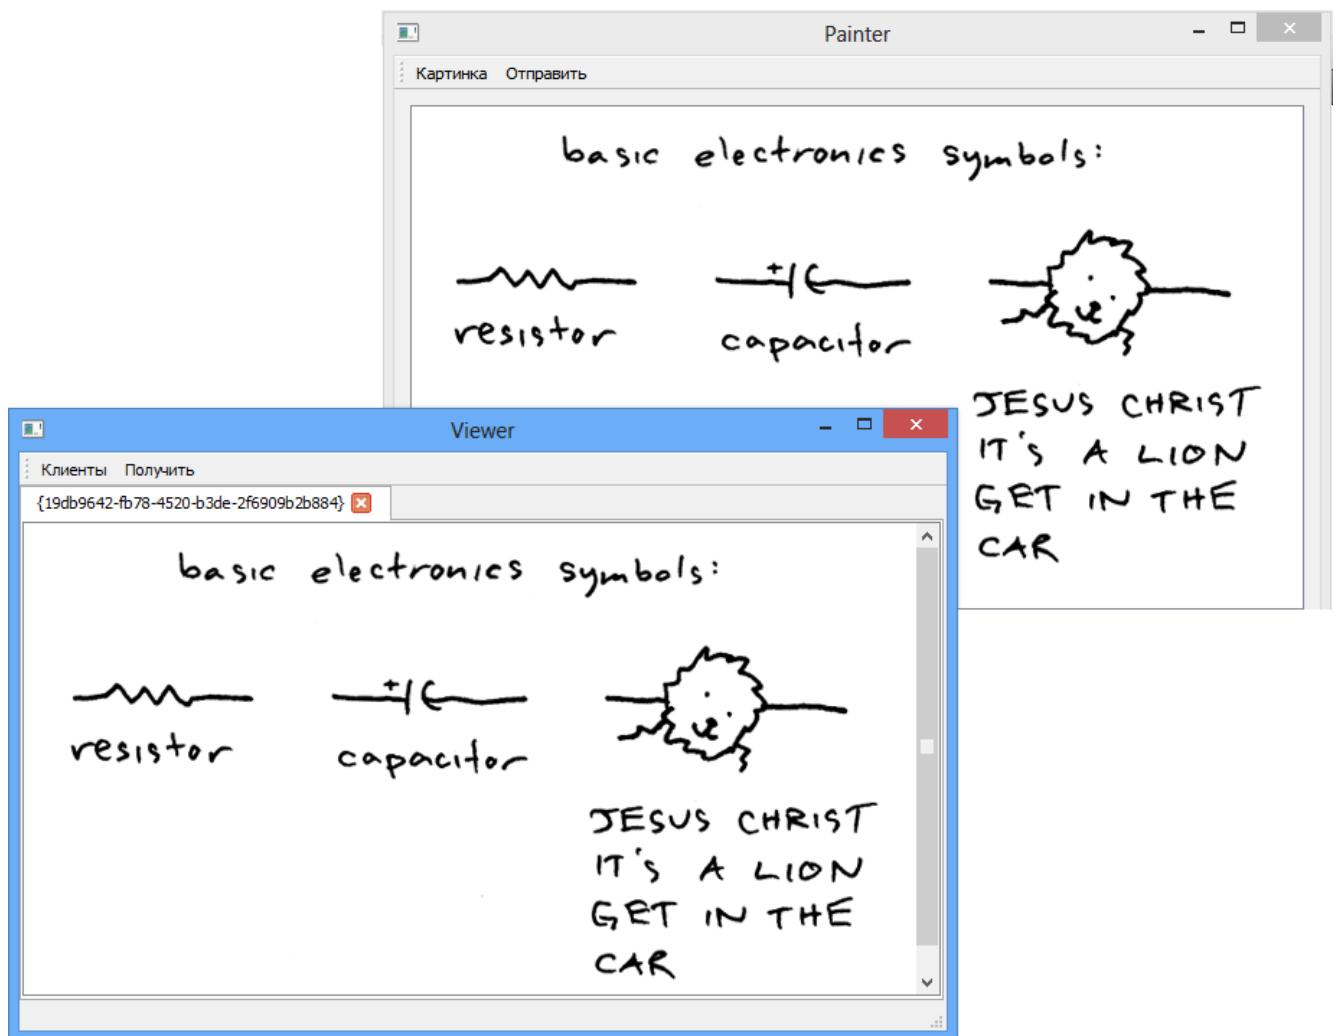 Painter
Картинка Отправить
basic electronics symbols:
resistor capacitor
JESUS CHRIST
IT'S A LION
GET IN THE
CAR
Viewer
Клиенты Получить
{19db9642-fb78-4520-b3de-2f6909b2b884}
basic electronics symbols:
resistor capacitor
JESUS CHRIST
IT'S A LION
GET IN THE
CAR